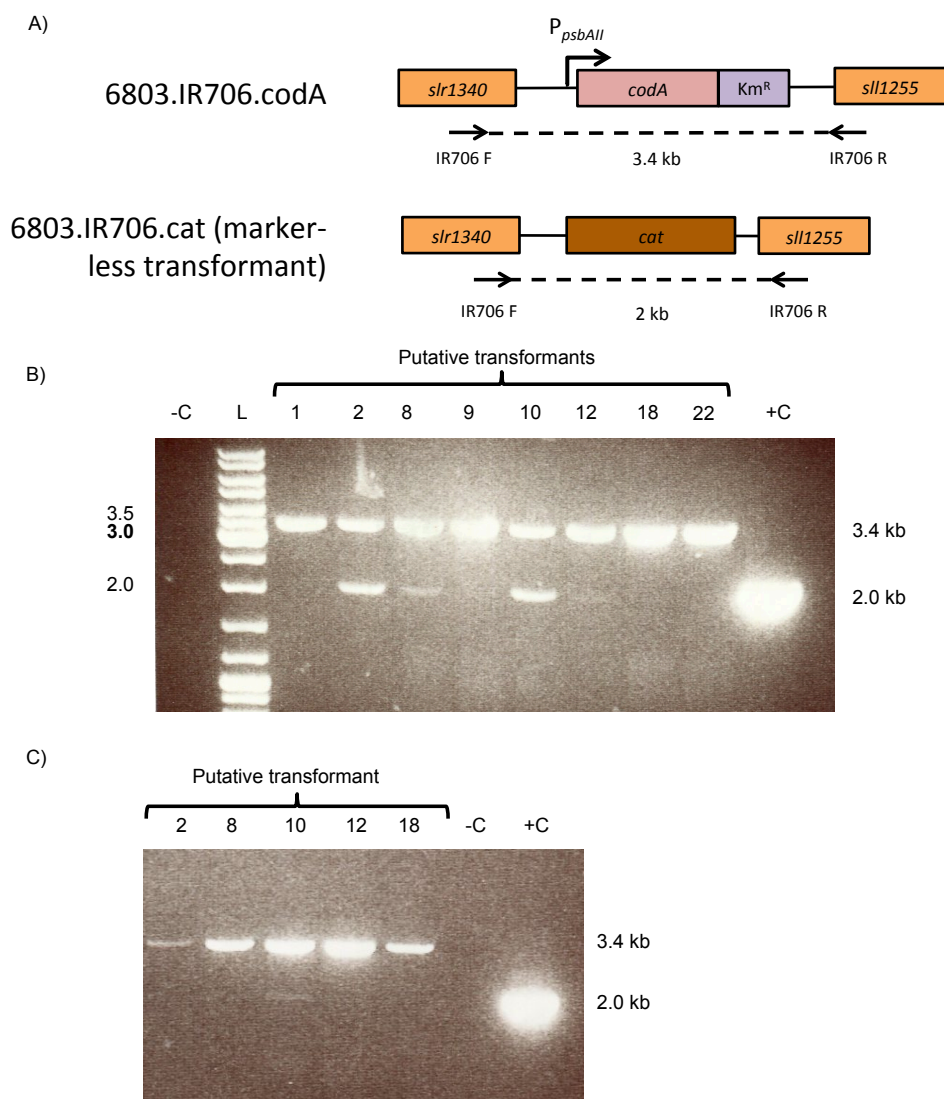 A)
P psbAII
6803.IR706.codA
slr1340 codA Km^R sll1255
IR706 F 3.4 kb IR706 R
6803.IR706.cat (marker-
less transformant)
slr1340 cat sll1255
IR706 F 2 kb IR706 R
B)
Putative transformants
-C L 1 2 8 9 10 12 18 22 +C
3.5
3.0 3.4 kb
2.0 2.0 kb
C)
Putative transformant
2 8 10 12 18 -C +C
3.4 kb
2.0 kb